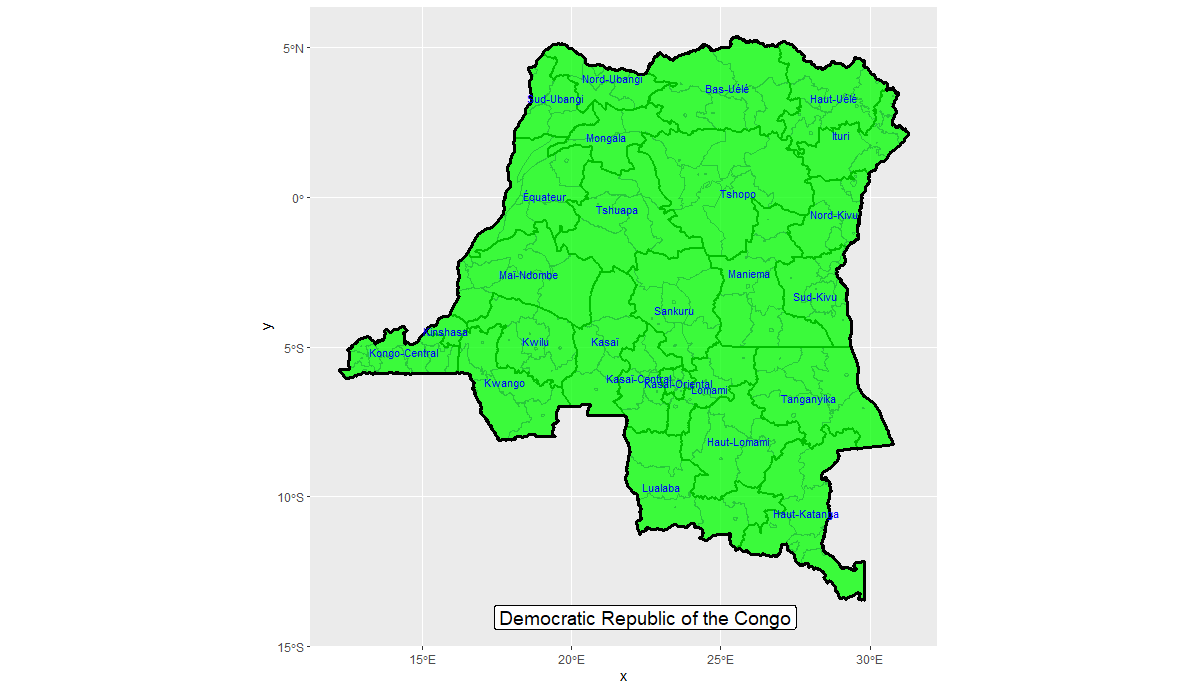 5°N
0°
5°S
10°S
15°S
y
Nord-Ubangi
Bas-Uélé
Sud-Ubangi
Haut-Uélé
Ituri
Mongala
Équateur
Tshopo
Tshuapa
Nord-Kivu
Maï-Ndombe
Maniema
Sud-Kivu
Sankuru
Kinshasa
Kwilu
Kasaï
Kongo-Central
Kasaï-Central
Kwango
Kasaï-Oriental
Lomami
Tanganyika
Haut-Lomami
Lualaba
Haut-Katanga
Democratic Republic of the Congo
15°E
20°E
25°E
30°E
x